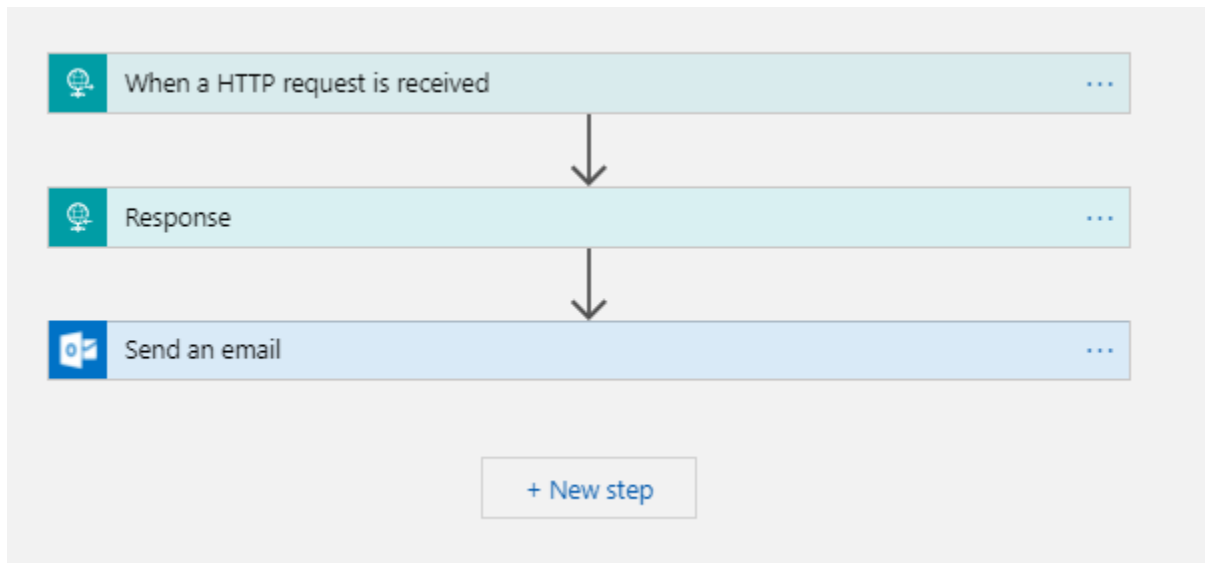 When a HTTP request is received
Response
Send an email
+ New step